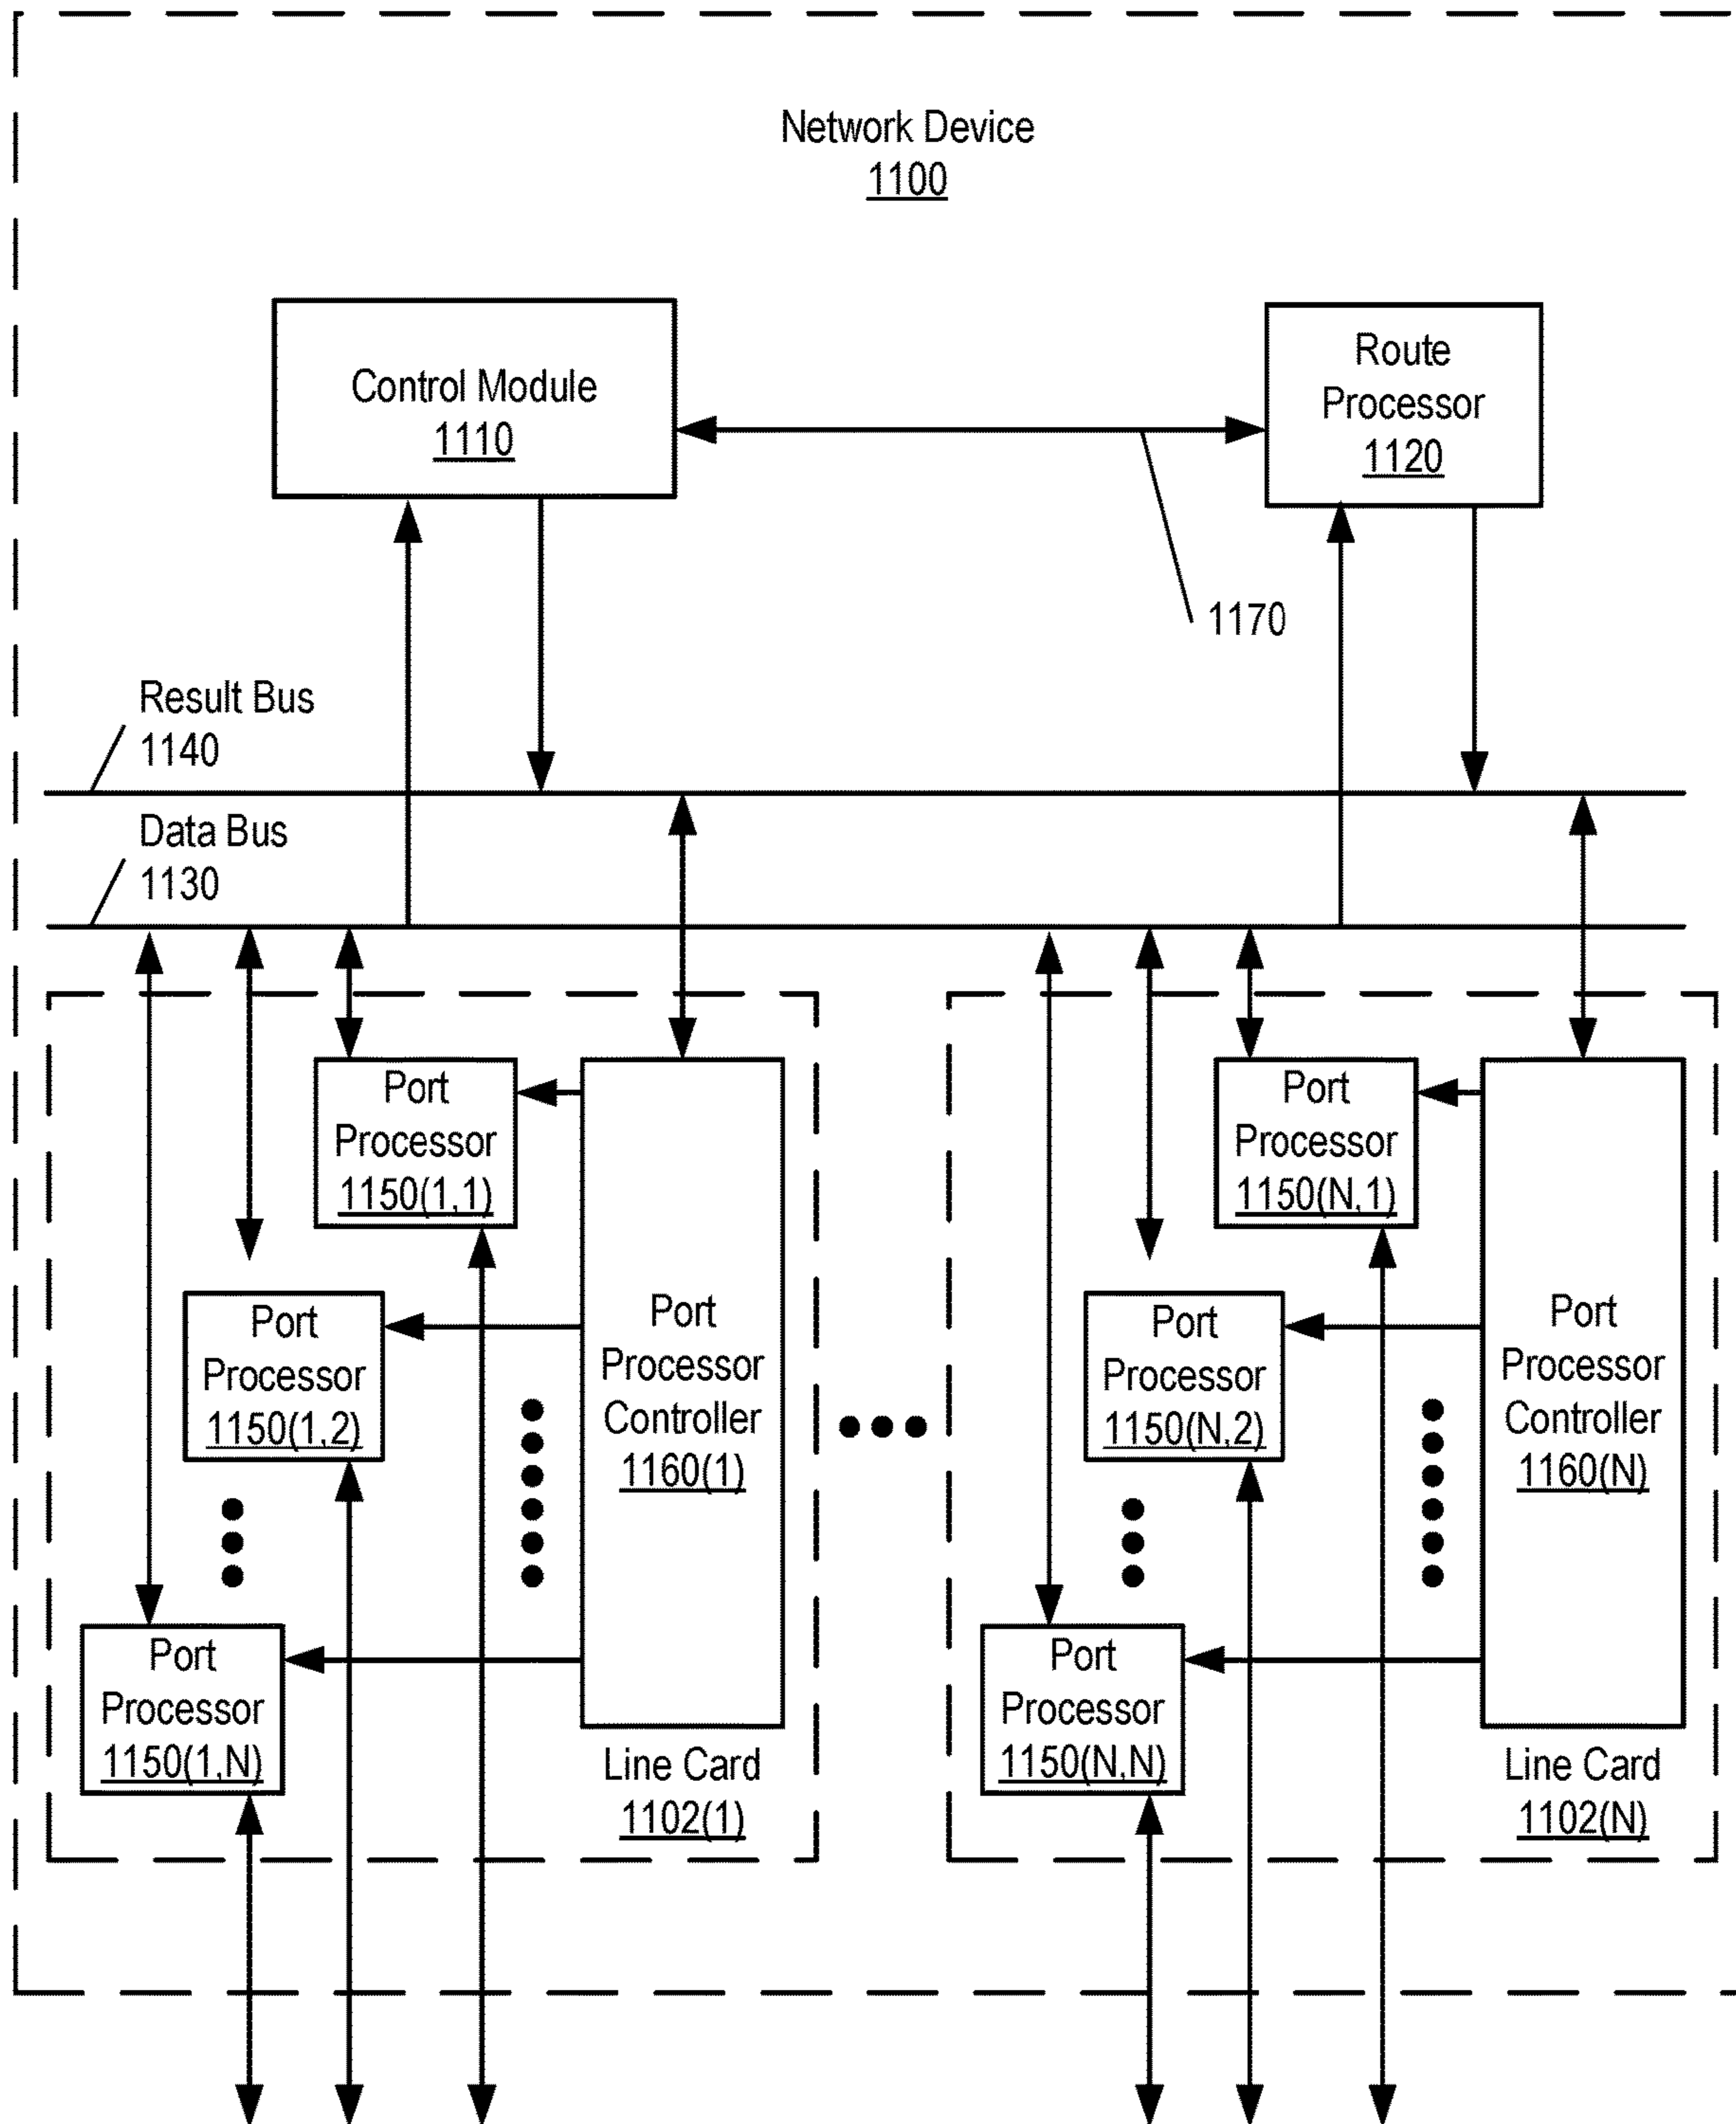 Network Device
1100
Control Module
1110
Route
Processor
1120
1170
Result Bus
1140
Data Bus
1130
Port
Processor
1150(1,1)
Port
Processor
1150(1,2)
Port
Processor
1150(1,N)
Port
Processor
Controller
1160(1)
Line Card
1102(1)
Port
Processor
1150(N,1)
Port
Processor
1150(N,2)
Port
Processor
1150(N,N)
Port
Processor
Controller
1160(N)
Line Card
1102(N)